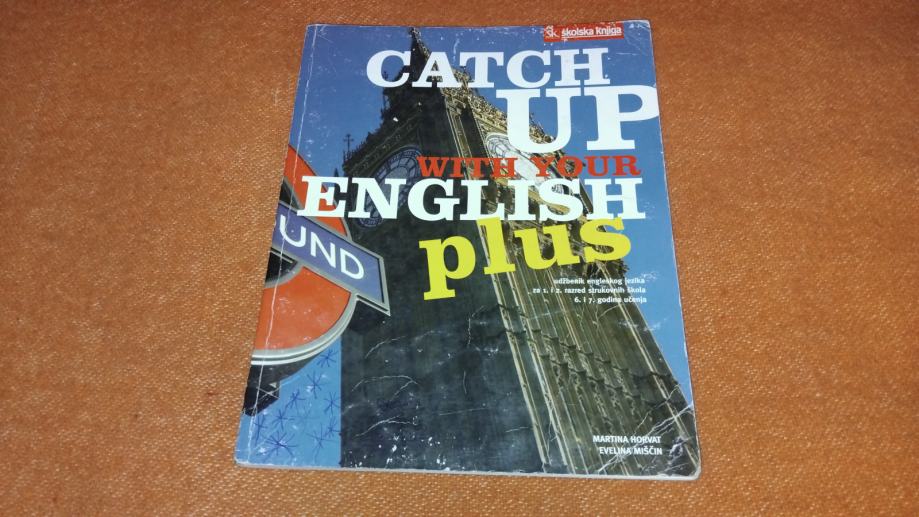 šk školska knjiga
CATCH
UP
WITH YOUR
ENGLISH
plus
UND
udžbenik engleskog jezika
za 1. i 2. razred strukovnih škola
6. i 7. godina učenja
MARTINA HORVAT
EVELINA MIŠČIN